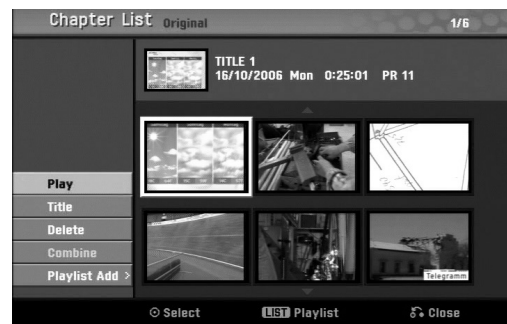 Chapter List Original 1/6
TITLE 1
16/10/2006 Mon 0:25:01 PR 11
Play
Title
Delete
Combine
Playlist Add >
Telegramm
Select LIST Playlist Close